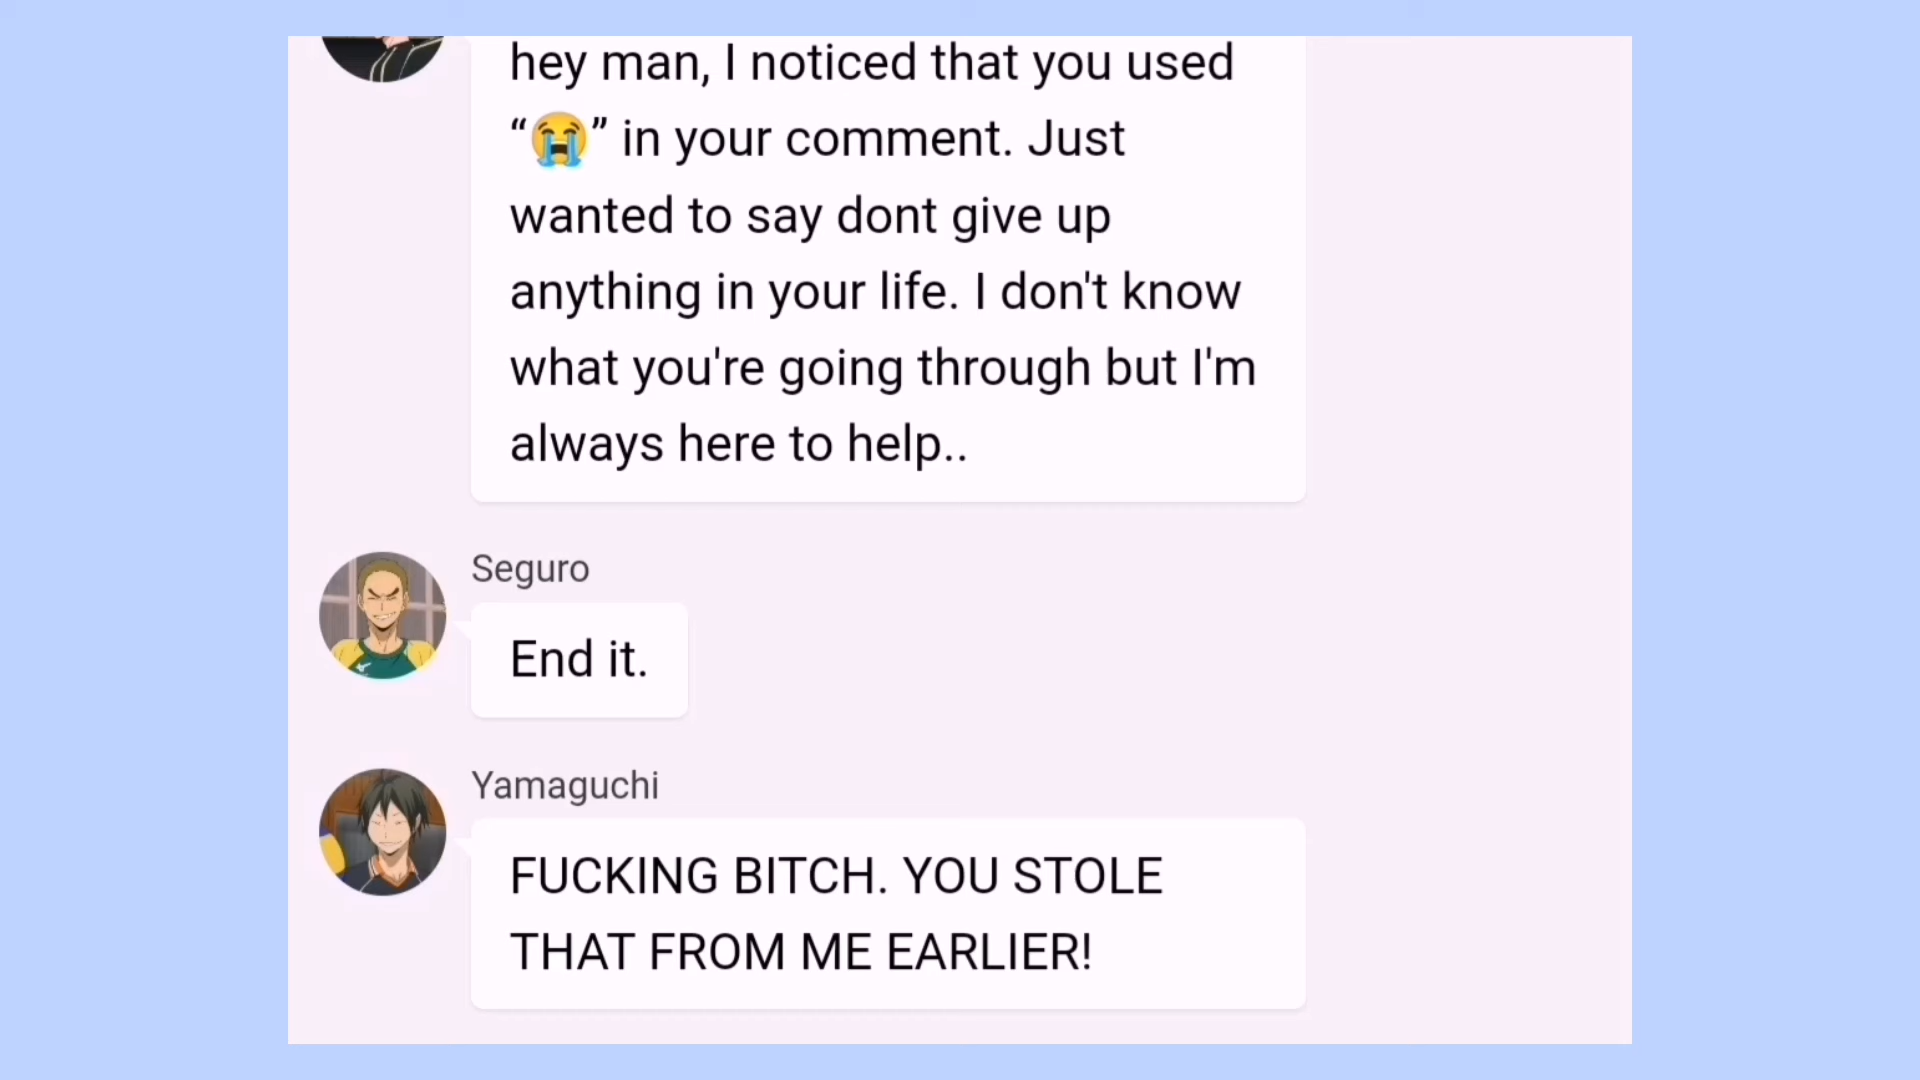 hey man, I noticed that you used
“😭” in your comment. Just
wanted to say dont give up
anything in your life. I don't know
what you're going through but I'm
always here to help..
Seguro
End it.
Yamaguchi
FUCKING BITCH. YOU STOLE
THAT FROM ME EARLIER!